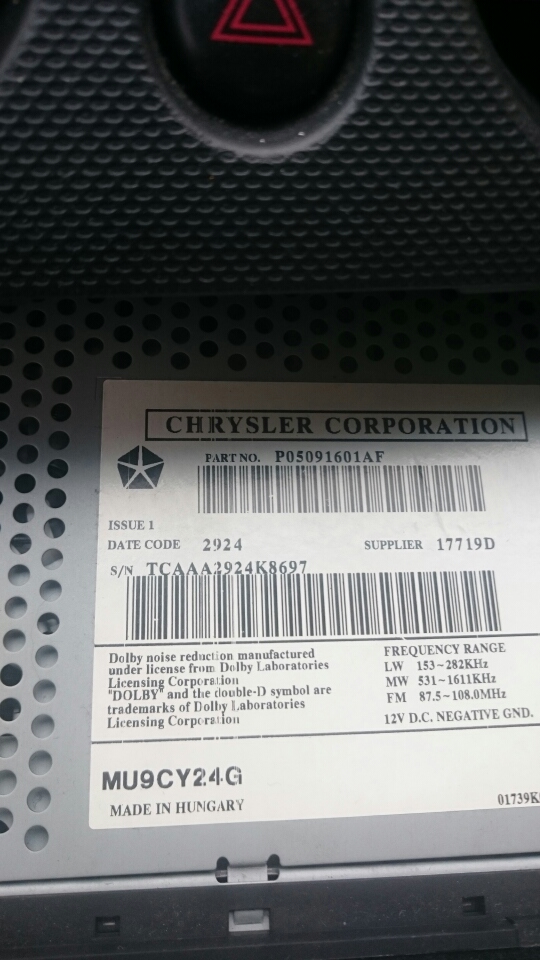 CHRYSLER CORPORATION
PART NO. P05091601AF
ISSUE 1
DATE CODE 2924 SUPPLIER 17719D
S/N TCAAA2924K8697
Dolby noise reduction manufactured
under license from Dolby Laboratories
Licensing Corporation
"DOLBY" and the double-D symbol are
trademarks of Dolby Laboratories
Licensing Corporation
FREQUENCY RANGE
LW 153~282KHz
MW 531~1611KHz
FM 87.5~108.0MHz
12V D.C. NEGATIVE GND.
MU9CY24G
MADE IN HUNGARY